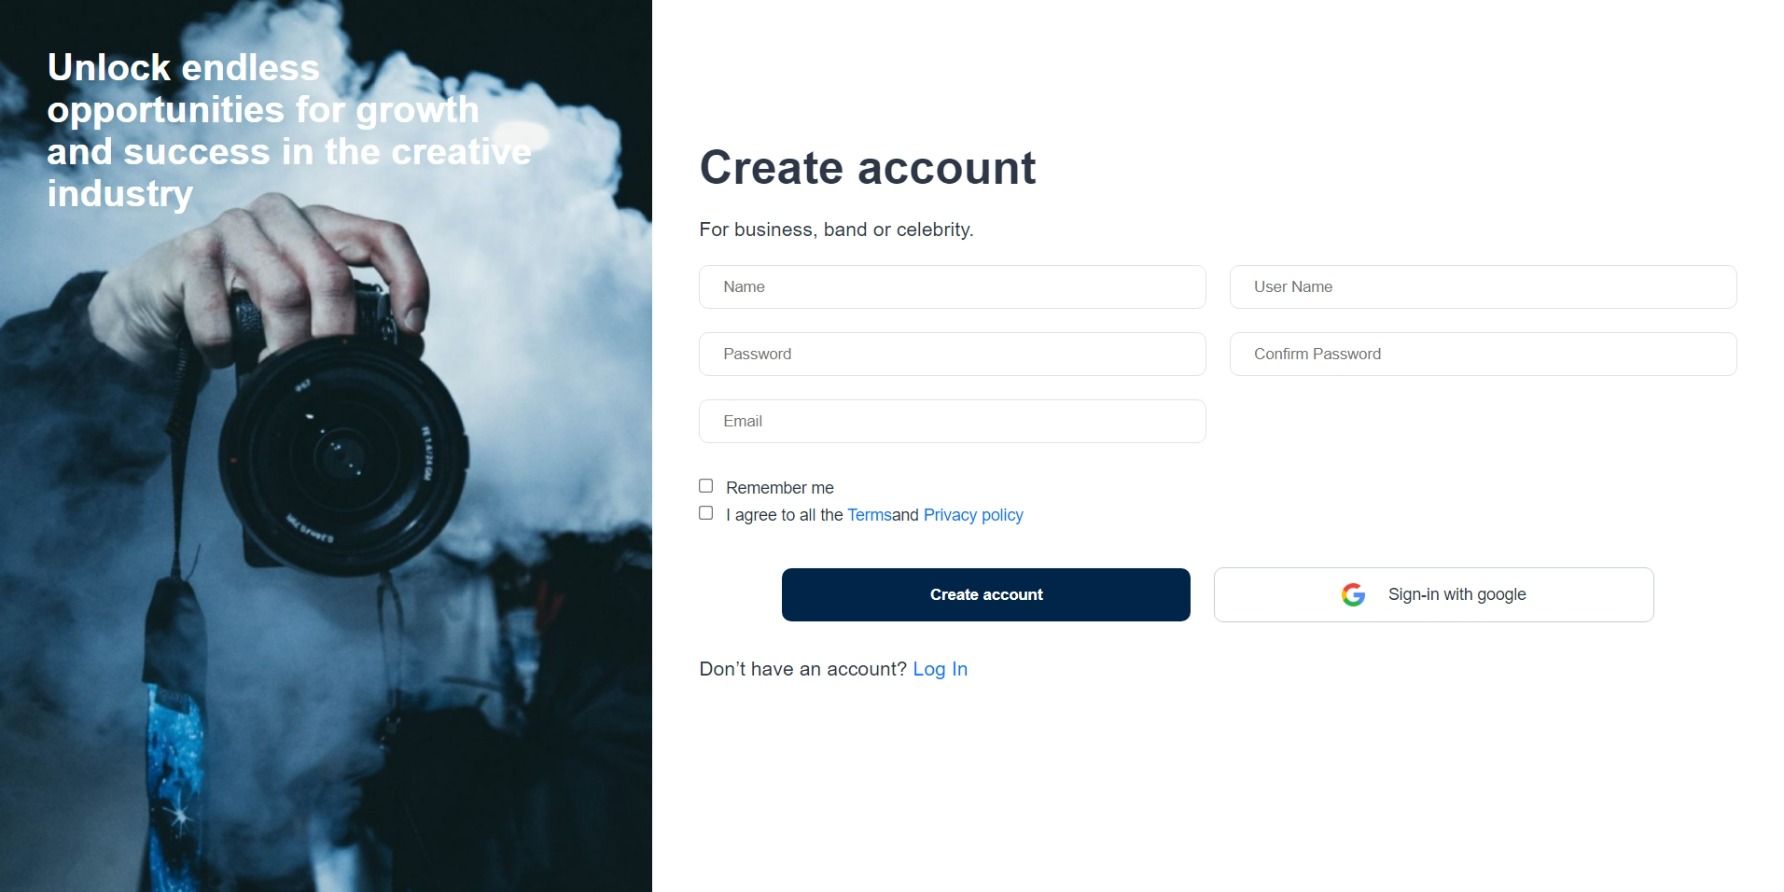 Unlock endless
opportunities for growth
and success in the creative
industry
Create account
For business, band or celebrity.
Name
User Name
Password
Confirm Password
Email
Remember me
I agree to all the Termsand Privacy policy
Create account
Sign-in with google
Don’t have an account? Log In